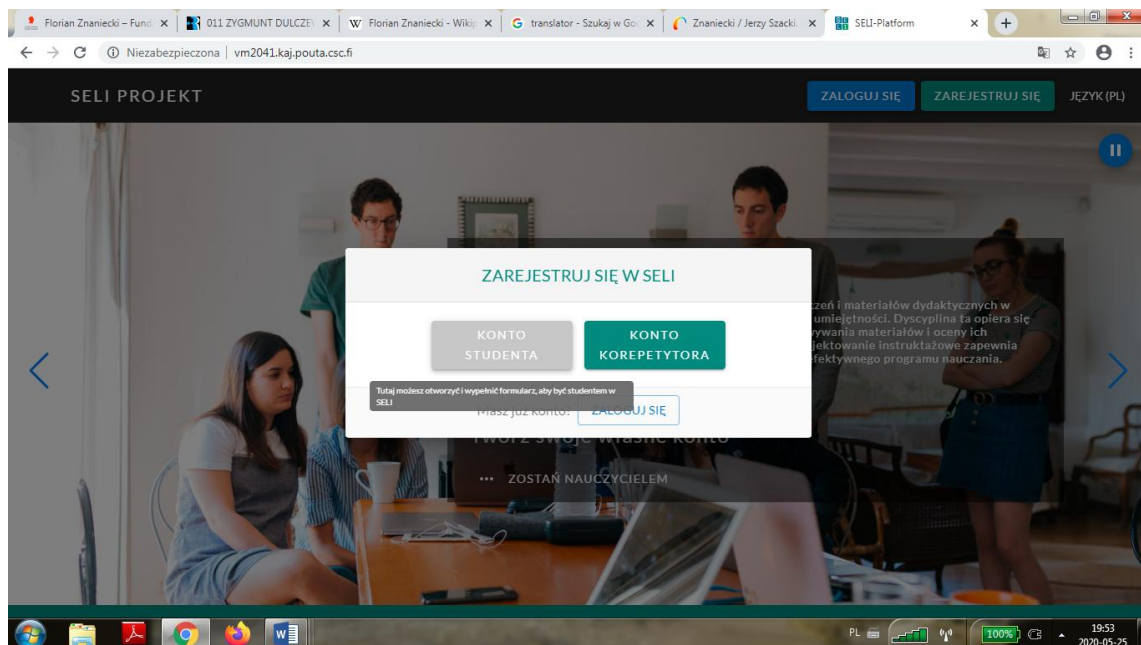 Florian Znaniecki – Fund
011 ZYGMUNT DULCZE
Florian Znaniecki - Wikip
translator - Szukaj w Goo
Znaniecki / Jerzy Szacki.
SELI-Platform
Niezabezpieczona | vm2041.kaj.pouta.csc.fi
SELI PROJEKT
ZALOGUJ SIĘ
ZAREJESTRUJ SIĘ
JĘZYK (PL)
ZAREJESTRUJ SIĘ W SELI
KONTO
STUDENTA
KONTO
KOREPETYTORA
Tutaj możesz otworzyć i wypełnić formularz, aby być studentem w
SELI
Masz już konto?
ZALOGUJ SIĘ
zeń i materiałów dydaktycznych w
umiejętności. Dyscyplina ta opiera się
wywania materiałów i oceny ich
jektowanie instruktażowe zapewnia
fektywnego programu nauczania.
Twórz swoje własne konto
ZOSTAŃ NAUCZYCIELEM
PL
100%
19:53
2020-05-25